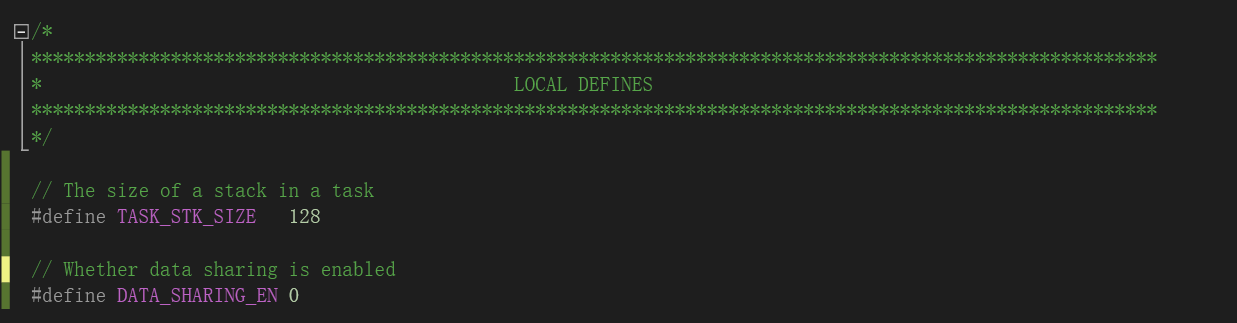 /*
*********************************************************************************************************
*                                            LOCAL DEFINES
*********************************************************************************************************
*/
// The size of a stack in a task
#define TASK_STK_SIZE   128
// Whether data sharing is enabled
#define DATA_SHARING_EN 0